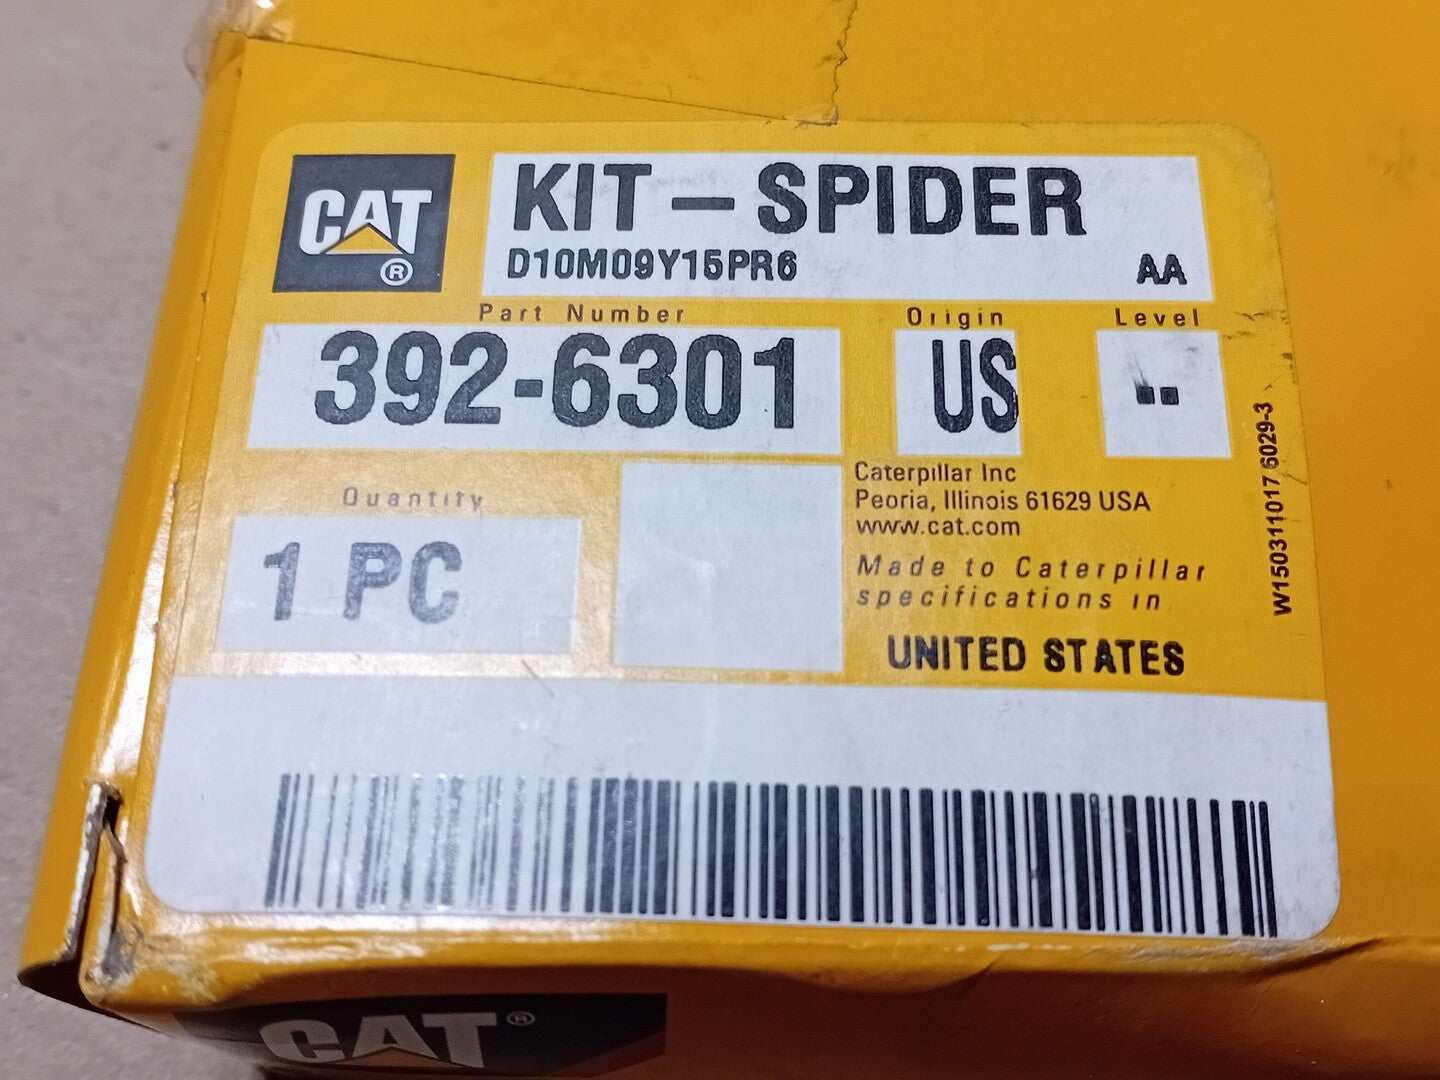 CAT®
KIT-SPIDER
D10M09Y15PR6 AA
Part Number Origin Level
392-6301 US --
Quantity
1 PC
Caterpillar Inc
Peoria, Illinois 61629 USA
www.cat.com
Made to Caterpillar
specifications in
UNITED STATES
W150311017 6029-3
CAT®